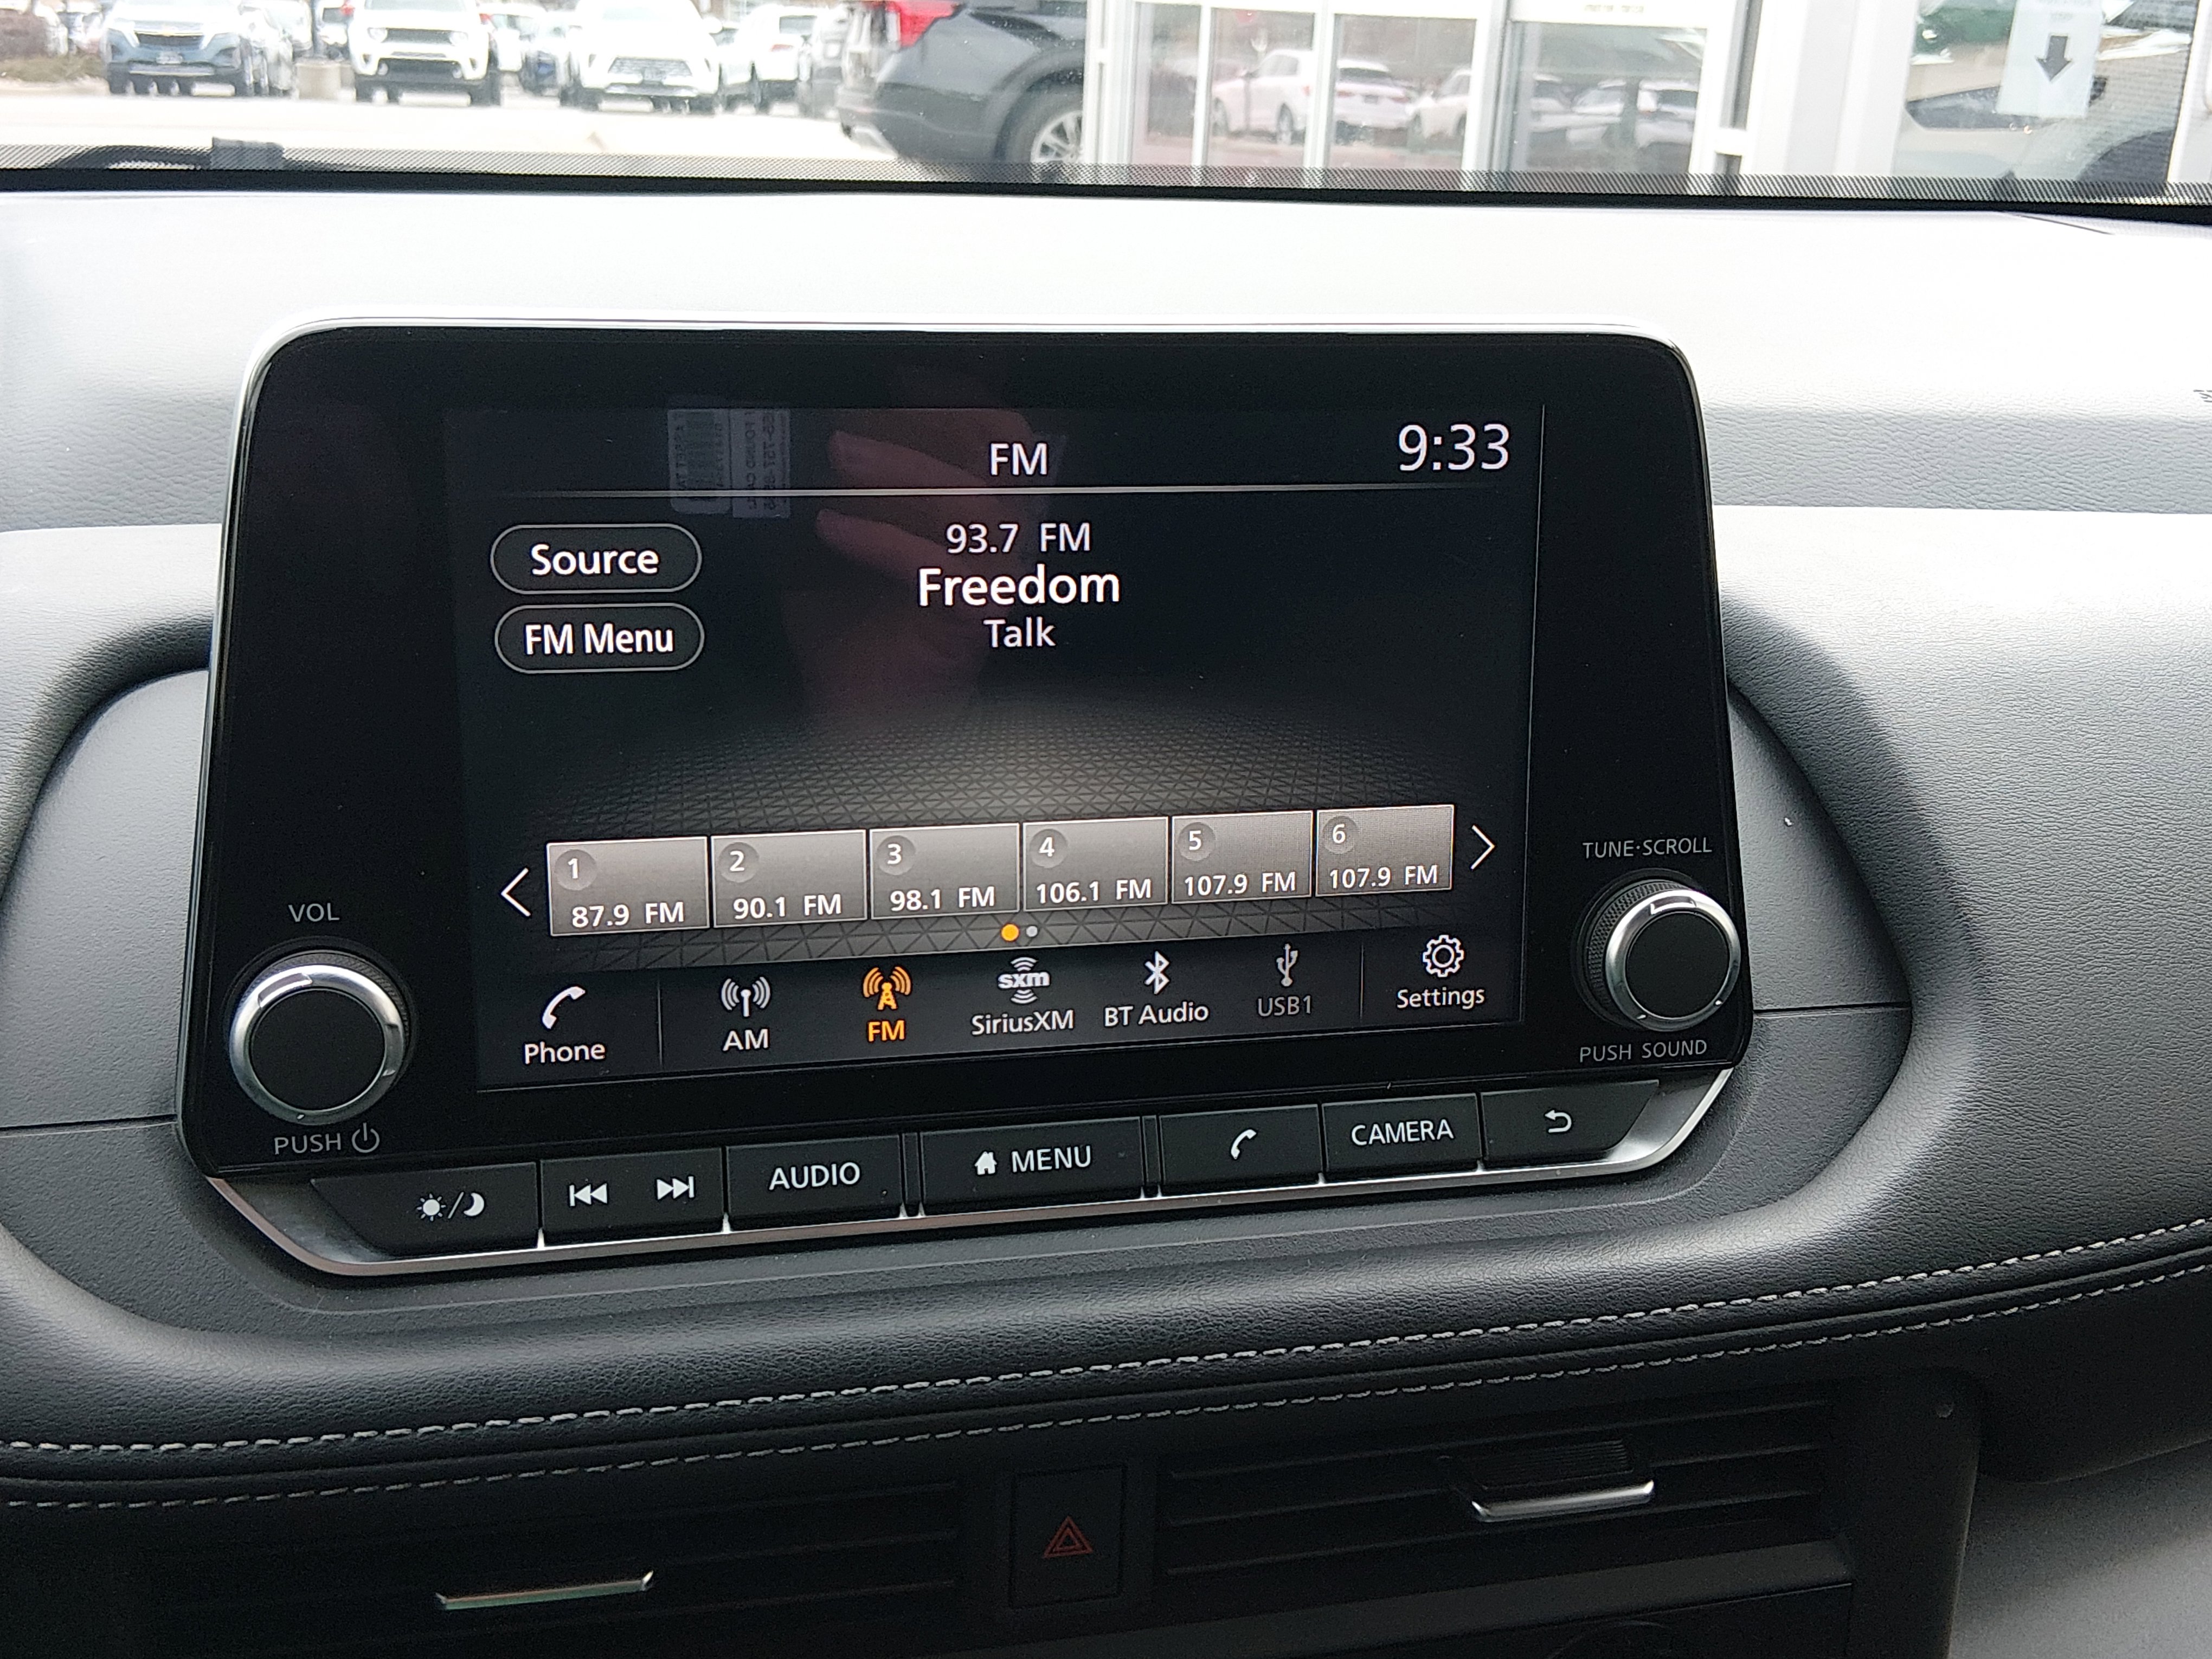 FM
9:33
Source
93.7 FM
Freedom
FM Menu
Talk
1
87.9 FM
2
90.1 FM
3
98.1 FM
4
106.1 FM
5
107.9 FM
6
107.9 FM
VOL
TUNE·SCROLL
Phone
AM
FM
sxm
SiriusXM
BT Audio
USB1
Settings
PUSH
PUSH SOUND
AUDIO
MENU
CAMERA